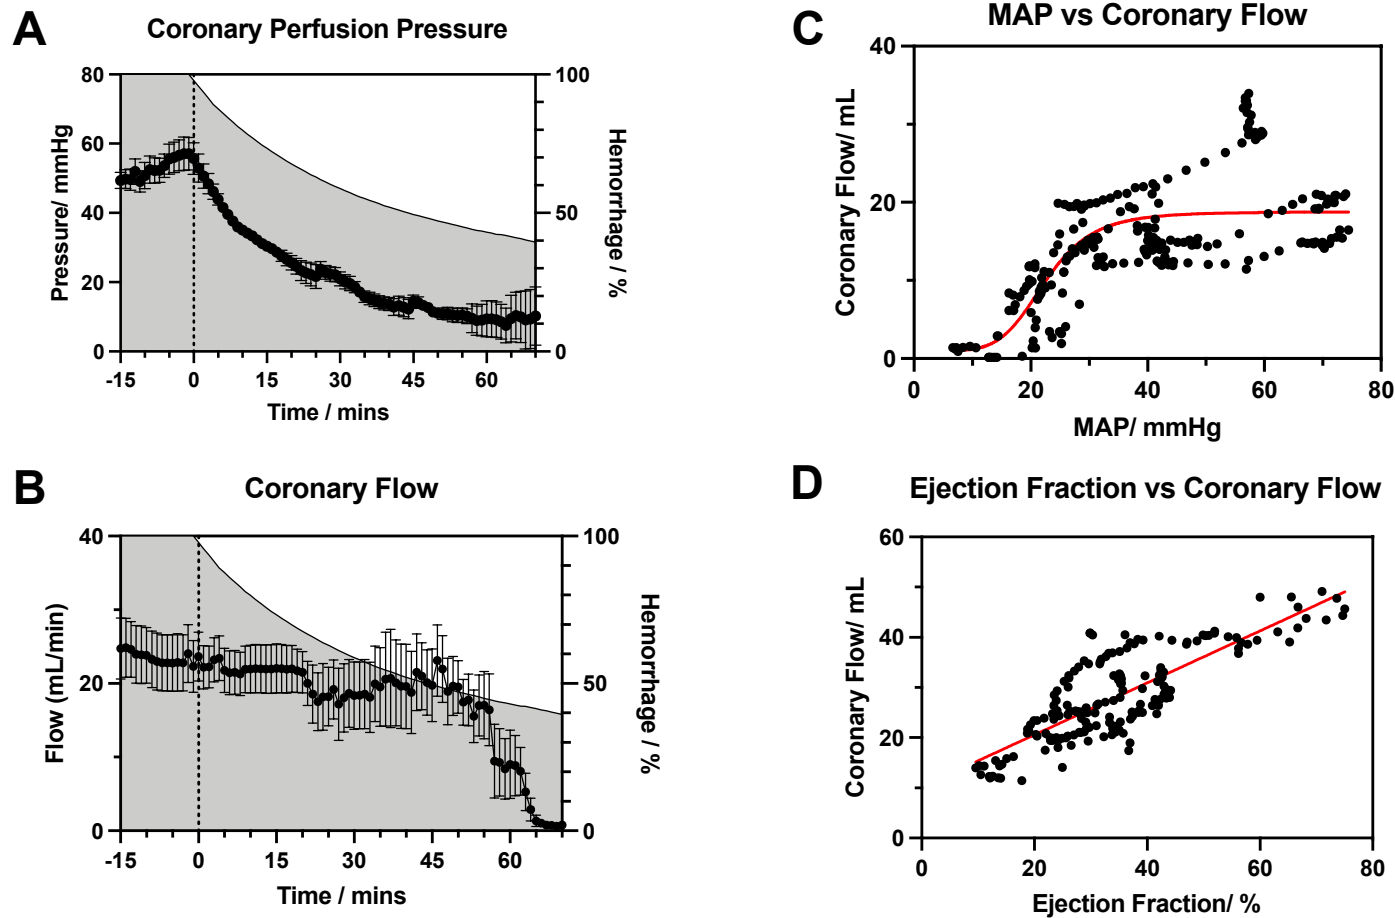 A
Coronary Perfusion Pressure
Pressure/ mmHg
80
60
40
20
0
100
50
0
Hemorrhage / %
-15 0 15 30 45 60
Time / mins
B
Coronary Flow
Flow (mL/min)
40
20
0
100
50
0
Hemorrhage / %
-15 0 15 30 45 60
Time / mins
C
MAP vs Coronary Flow
Coronary Flow/ mL
40
20
0
0 20 40 60 80
MAP/ mmHg
D
Ejection Fraction vs Coronary Flow
Coronary Flow/ mL
60
40
20
0
0 20 40 60 80
Ejection Fraction/ %